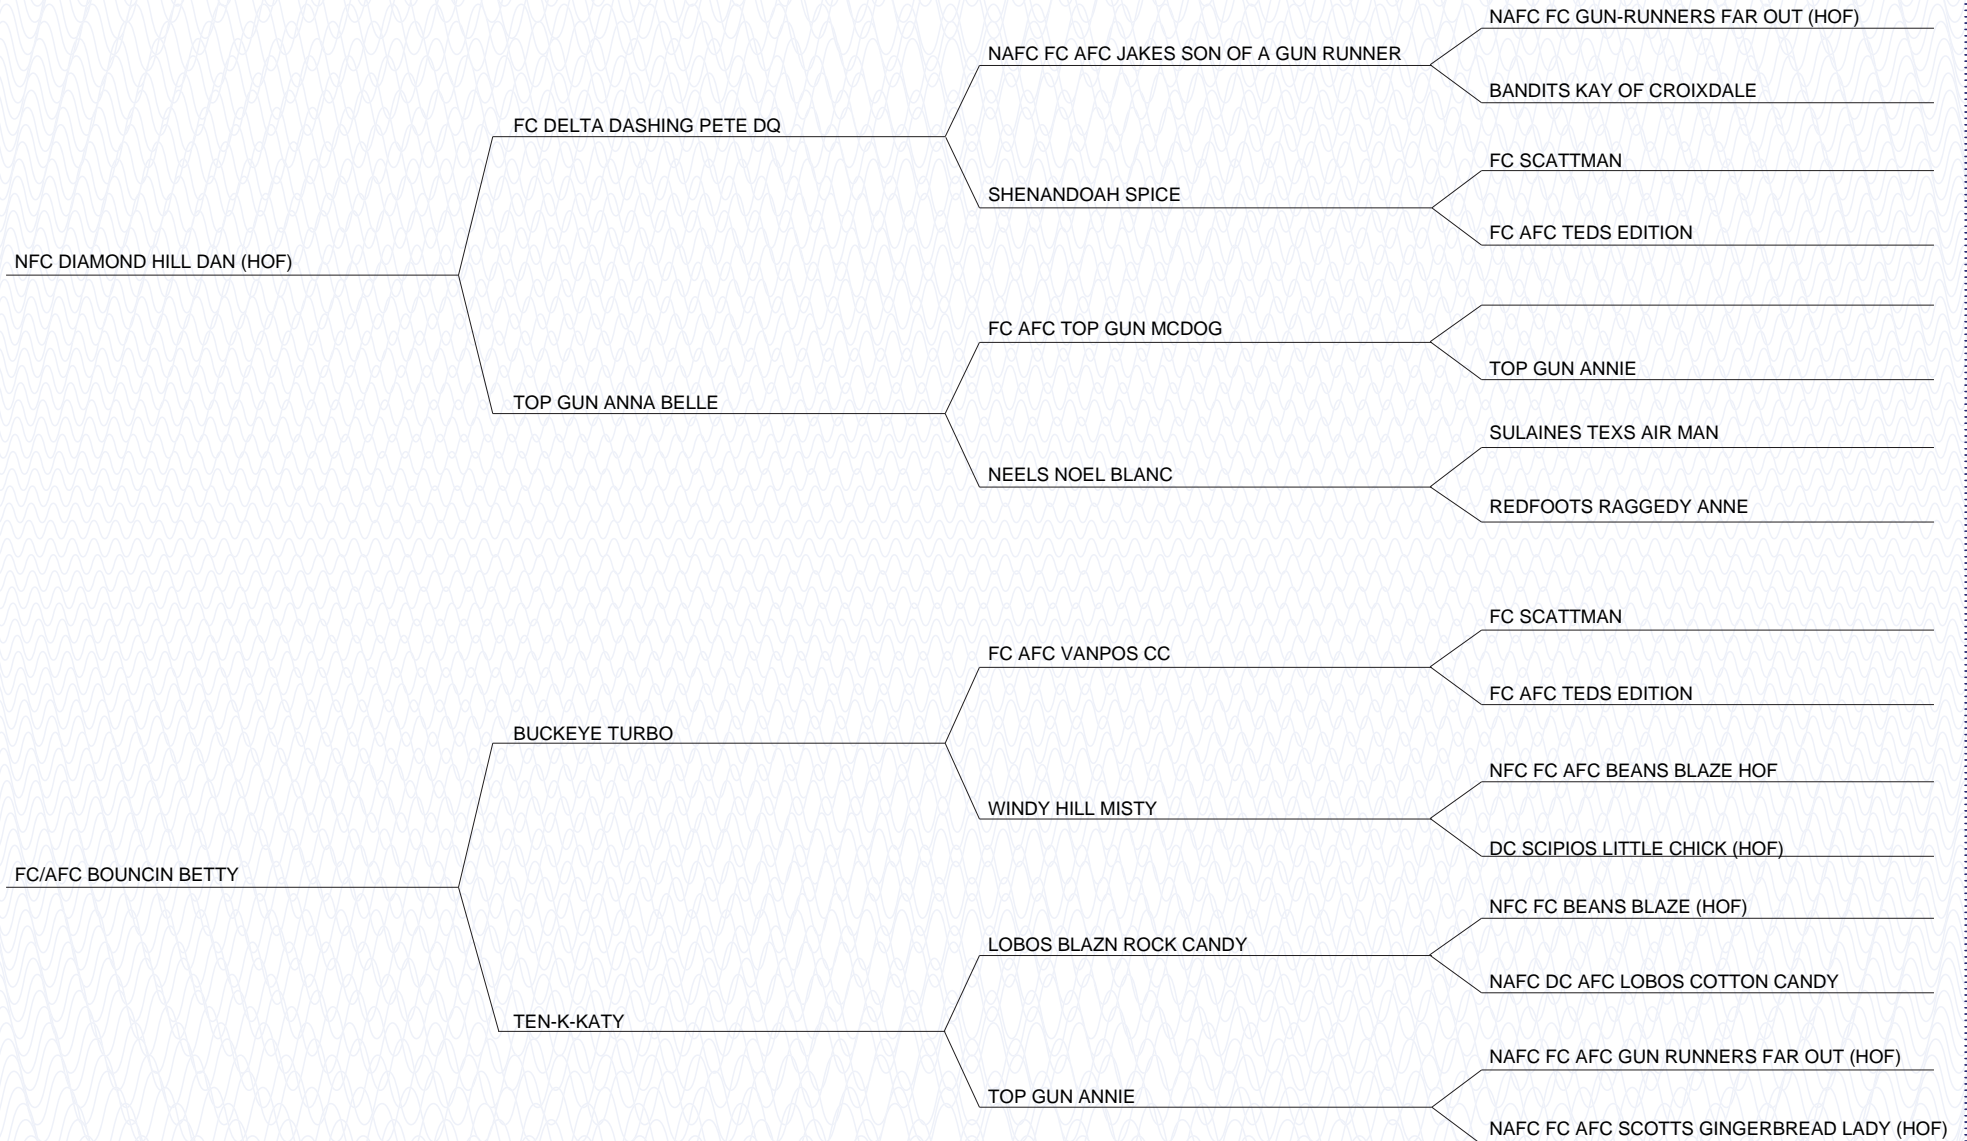 NAFC FC GUN-RUNNERS FAR OUT (HOF)
NAFC FC AFC JAKES SON OF A GUN RUNNER
BANDITS KAY OF CROIXDALE
FC DELTA DASHING PETE DQ
FC SCATTMAN
SHENANDOAH SPICE
FC AFC TEDS EDITION
NFC DIAMOND HILL DAN (HOF)
FC AFC TOP GUN MCDOG
TOP GUN ANNIE
TOP GUN ANNA BELLE
SULAINES TEXS AIR MAN
NEELS NOEL BLANC
REDFOOTS RAGGEDY ANNE
FC SCATTMAN
FC AFC VANPOS CC
FC AFC TEDS EDITION
BUCKEYE TURBO
NFC FC AFC BEANS BLAZE HOF
WINDY HILL MISTY
DC SCIPIOS LITTLE CHICK (HOF)
FC/AFC BOUNCIN BETTY
NFC FC BEANS BLAZE (HOF)
LOBOS BLAZN ROCK CANDY
NAFC DC AFC LOBOS COTTON CANDY
TEN-K-KATY
NAFC FC AFC GUN RUNNERS FAR OUT (HOF)
TOP GUN ANNIE
NAFC FC AFC SCOTTS GINGERBREAD LADY (HOF)